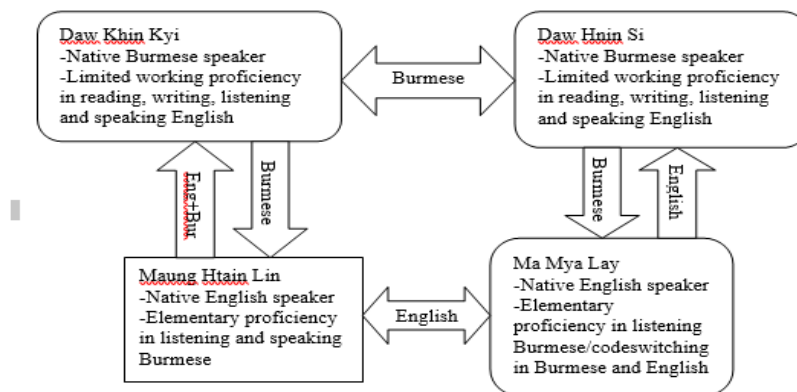 Daw Khin Kyi
-Native Burmese speaker
-Limited working proficiency
in reading, writing, listening
and speaking English
Burmese
Daw Hnin Si
-Native Burmese speaker
-Limited working proficiency
in reading, writing, listening
and speaking English
Eng+Bur
Burmese
Burmese
English
Maung Htain Lin
-Native English speaker
-Elementary proficiency
in listening and speaking
Burmese
English
Ma Mya Lay
-Native English speaker
-Elementary
proficiency in listening
Burmese/codeswitching
in Burmese and English